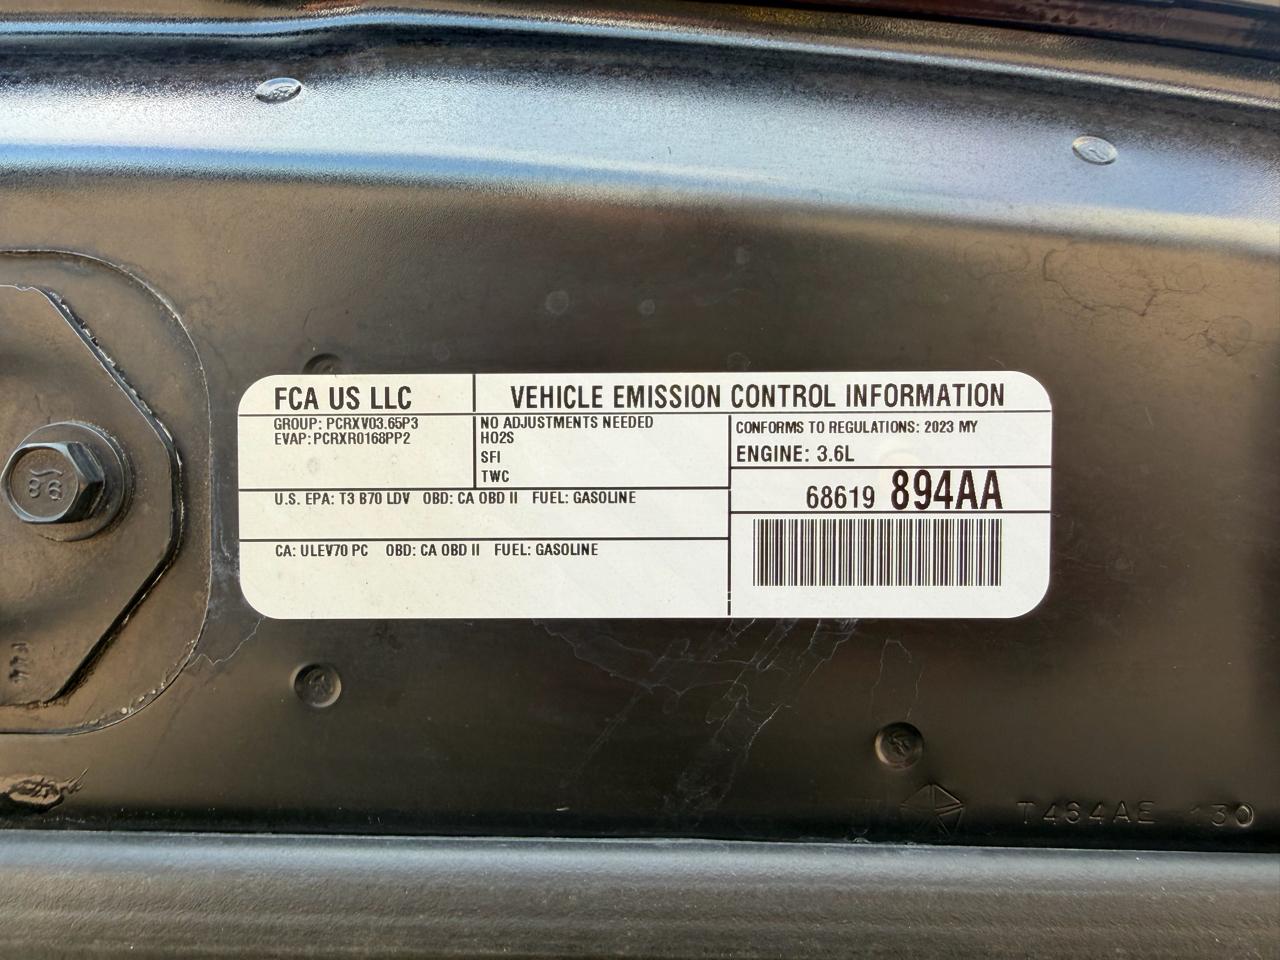 FCA US LLC
VEHICLE EMISSION CONTROL INFORMATION
GROUP: PCRXV03.65P3
EVAP: PCRXR0168PP2
NO ADJUSTMENTS NEEDED
HO2S
SFI
TWC
CONFORMS TO REGULATIONS: 2023 MY
ENGINE: 3.6L
68619 894AA
U.S. EPA: T3 B70 LDV OBD: CA OBD II FUEL: GASOLINE
CA: ULEV70 PC OBD: CA OBD II FUEL: GASOLINE
T464AE 130